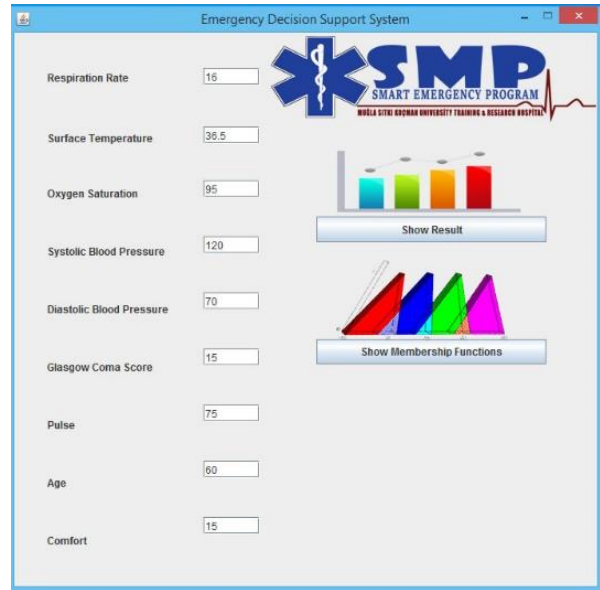 Emergency Decision Support System
SMP
SMART EMERGENCY PROGRAM
MUĞLA SITKI KOÇMAN UNIVERSITY TRAINING & RESEARCH HOSPITAL
Respiration Rate 16
Surface Temperature 36.5
Oxygen Saturation 95
Show Result
Systolic Blood Pressure 120
Diastolic Blood Pressure 70
Show Membership Functions
Glasgow Coma Score 15
Pulse 75
Age 60
Comfort 15